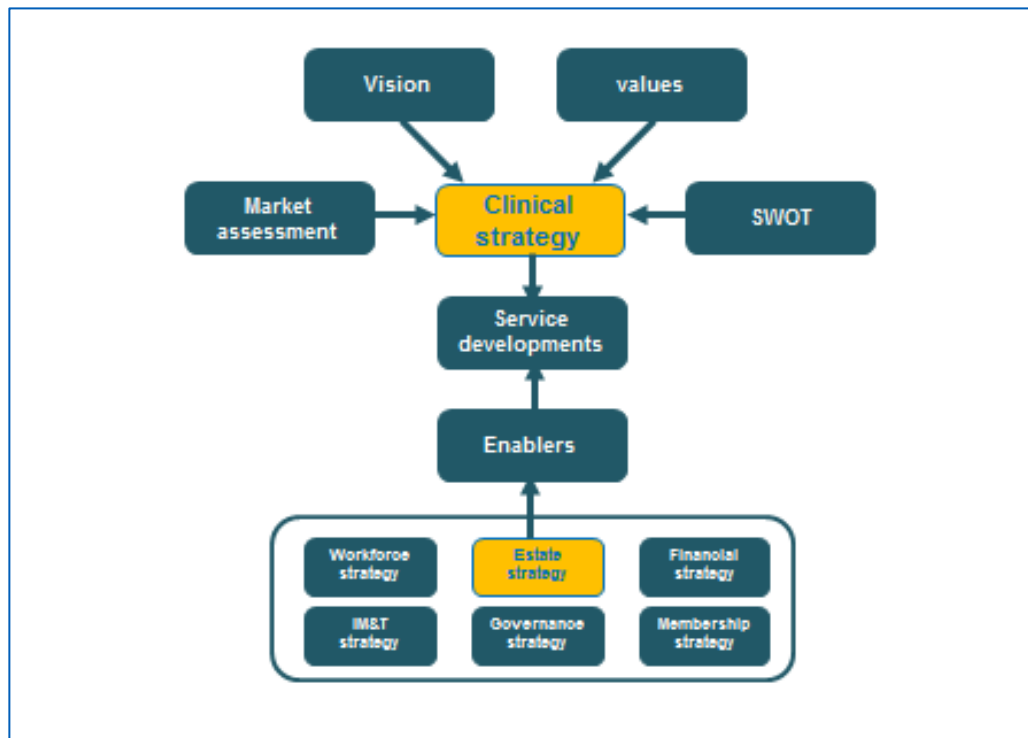 Vision
values
Market
assessment
Clinical
strategy
SWOT
Service
developments
Enablers
Workforce
strategy
Estate
strategy
Financial
strategy
IM&T
strategy
Governance
strategy
Membership
strategy